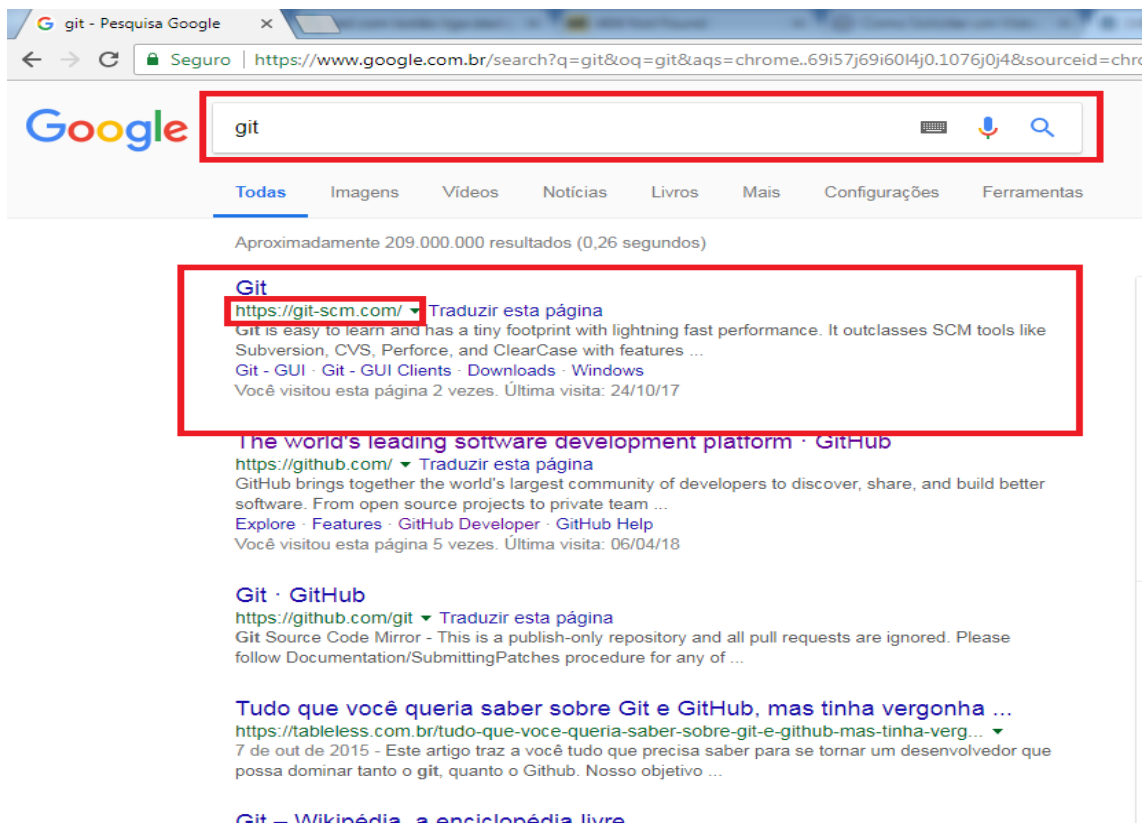 git - Pesquisa Google
Seguro | https://www.google.com.br/search?q=git&oq=git&aqs=chrome..69i57j69i60l4j0.1076j0j4&sourceid=chro
Google git
Todas Imagens Vídeos Notícias Livros Mais Configurações Ferramentas
Aproximadamente 209.000.000 resultados (0,26 segundos)
Git
https://git-scm.com/ Traduzir esta página
Git is easy to learn and has a tiny footprint with lightning fast performance. It outclasses SCM tools like
Subversion, CVS, Perforce, and ClearCase with features ...
Git - GUI · Git - GUI Clients · Downloads · Windows
Você visitou esta página 2 vezes. Última visita: 24/10/17
The world's leading software development platform · GitHub
https://github.com/ Traduzir esta página
GitHub brings together the world's largest community of developers to discover, share, and build better
software. From open source projects to private team ...
Explore · Features · GitHub Developer · GitHub Help
Você visitou esta página 5 vezes. Última visita: 06/04/18
Git · GitHub
https://github.com/git Traduzir esta página
Git Source Code Mirror - This is a publish-only repository and all pull requests are ignored. Please
follow Documentation/SubmittingPatches procedure for any of ...
Tudo que você queria saber sobre Git e GitHub, mas tinha vergonha ...
https://tableless.com.br/tudo-que-voce-queria-saber-sobre-git-e-github-mas-tinha-verg...
7 de out de 2015 - Este artigo traz a você tudo que precisa saber para se tornar um desenvolvedor que
possa dominar tanto o git, quanto o Github. Nosso objetivo ...
Git – Wikipédia, a enciclopédia livre